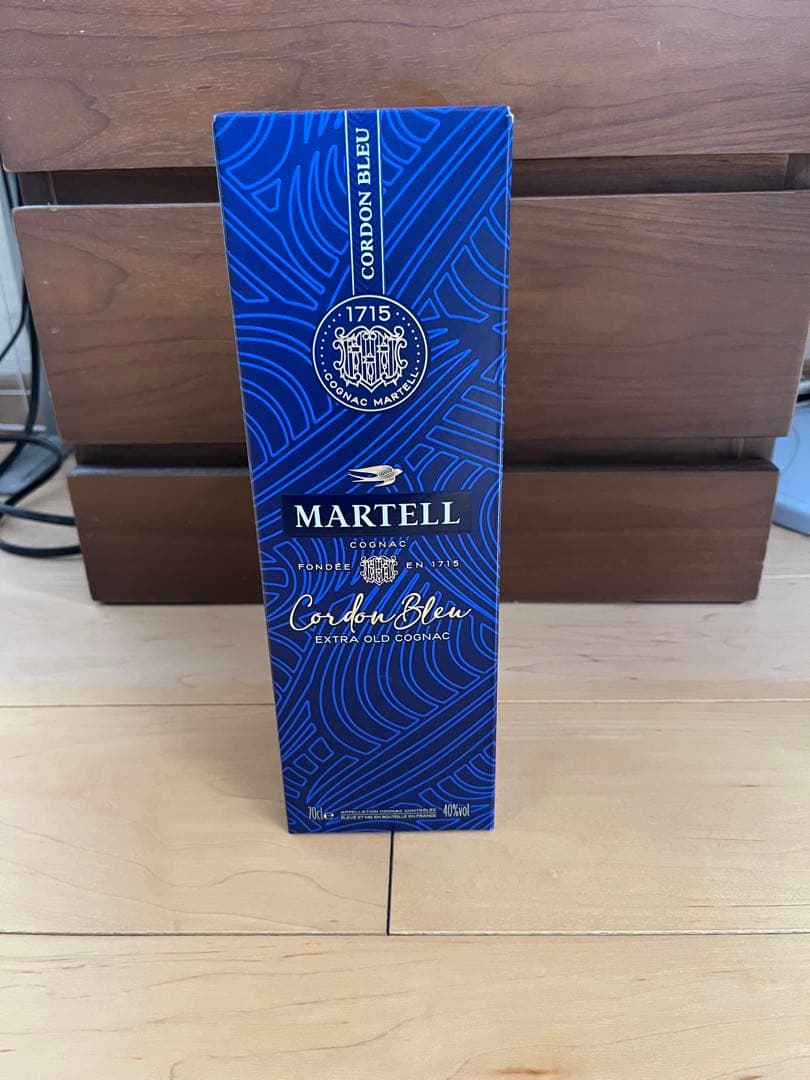 CORDON BLEU
1715
COGNAC MARTELL
MARTELL
COGNAC
FONDÉE EN 1715
Cordon Bleu
EXTRA OLD COGNAC
70cl e APPELLATION COGNAC CONTRÔLÉE 40%vol
ÉLEVÉ ET MIS EN BOUTEILLE EN FRANCE